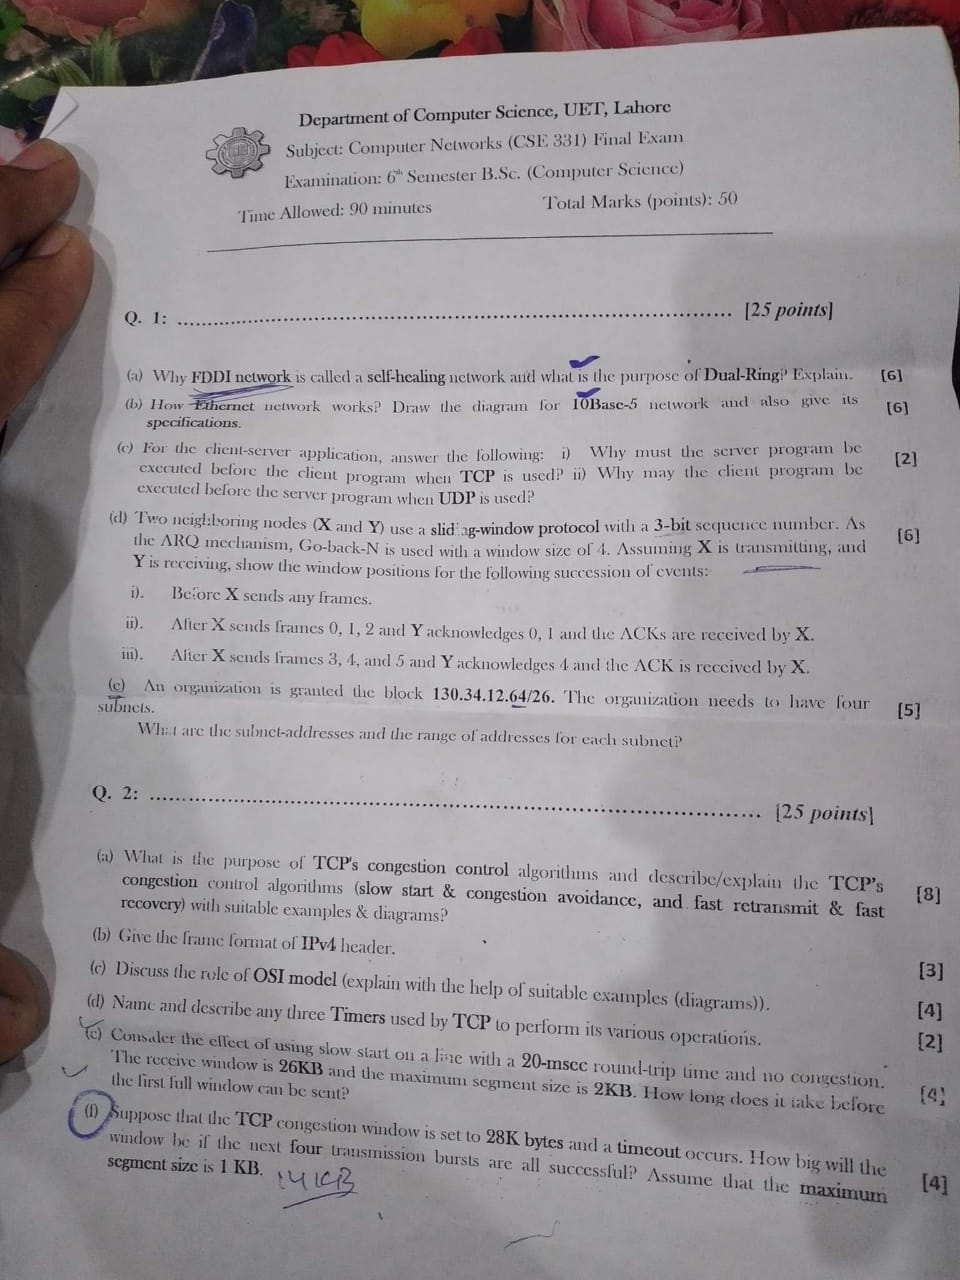 Department of Computer Science, UET, Lahore
Subject: Computer Networks (CSE 331) Final Exam
Examination: 6th Semester B.Sc. (Computer Science)
Time Allowed: 90 minutes Total Marks (points): 50
Q. 1: ........................................................................................ [25 points]
(a) Why FDDI network is called a self-healing network and what is the purpose of Dual-Ring? Explain. [6]
(b) How Ethernet network works? Draw the diagram for 10Base-5 network and also give its [6]
specifications.
(c) For the client-server application, answer the following: i) Why must the server program be [2]
executed before the client program when TCP is used? ii) Why may the client program be
executed before the server program when UDP is used?
(d) Two neighboring nodes (X and Y) use a sliding-window protocol with a 3-bit sequence number. As [6]
the ARQ mechanism, Go-back-N is used with a window size of 4. Assuming X is transmitting, and
Y is receiving, show the window positions for the following succession of events:
i). Before X sends any frames.
ii). After X sends frames 0, 1, 2 and Y acknowledges 0, 1 and the ACKs are received by X.
iii). After X sends frames 3, 4, and 5 and Y acknowledges 4 and the ACK is received by X.
(e) An organization is granted the block 130.34.12.64/26. The organization needs to have four [5]
subnets.
What are the subnet-addresses and the range of addresses for each subnet?
Q. 2: ........................................................................................ [25 points]
(a) What is the purpose of TCP's congestion control algorithms and describe/explain the TCP's [8]
congestion control algorithms (slow start & congestion avoidance, and fast retransmit & fast
recovery) with suitable examples & diagrams?
(b) Give the frame format of IPv4 header. [3]
(c) Discuss the role of OSI model (explain with the help of suitable examples (diagrams)). [4]
(d) Name and describe any three Timers used by TCP to perform its various operations. [2]
(e) Consider the effect of using slow start on a line with a 20-msec round-trip time and no congestion. [4]
The receive window is 26KB and the maximum segment size is 2KB. How long does it take before
the first full window can be sent?
(f) Suppose that the TCP congestion window is set to 28K bytes and a timeout occurs. How big will the [4]
window be if the next four transmission bursts are all successful? Assume that the maximum
segment size is 1 KB. 14KB